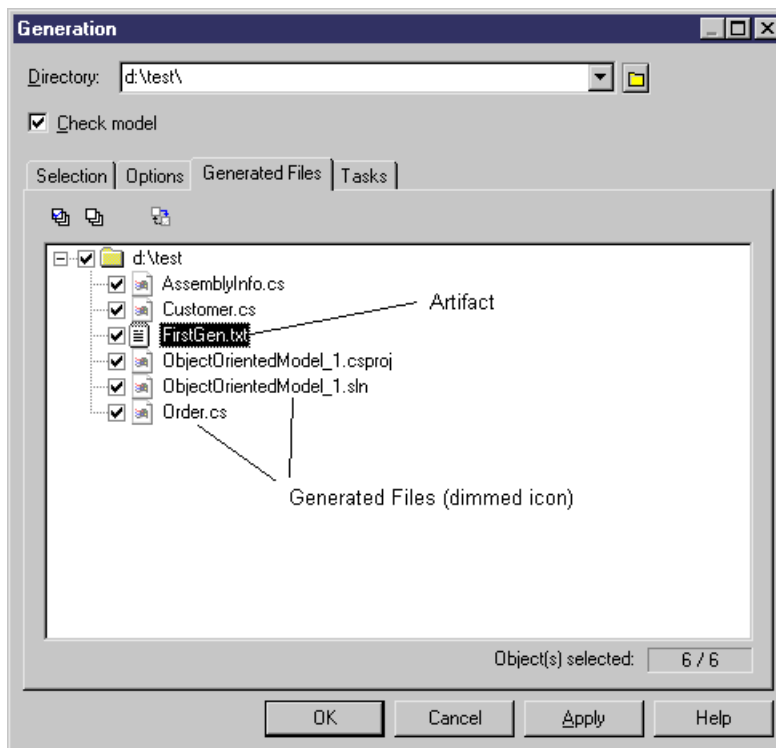 Generation
Directory: d:\test\
Check model
Selection Options Generated Files Tasks
d:\test
AssemblyInfo.cs
Customer.cs
Artifact
FirstGen.txt
ObjectOrientedModel_1.csproj
ObjectOrientedModel_1.sln
Order.cs
Generated Files (dimmed icon)
Object(s) selected: 6 / 6
OK Cancel Apply Help